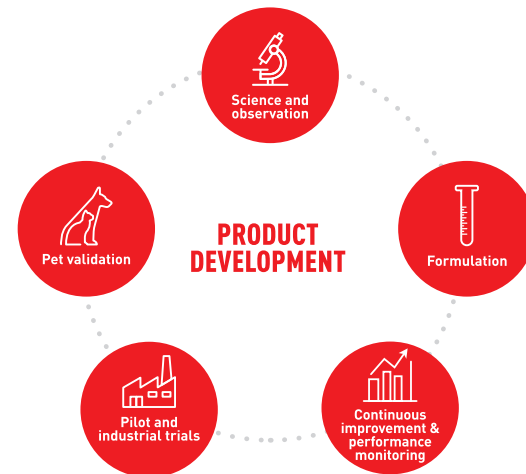 Science and
observation
PRODUCT
DEVELOPMENT
Pet validation
Formulation
Pilot and
industrial trials
Continuous
improvement &
performance
monitoring